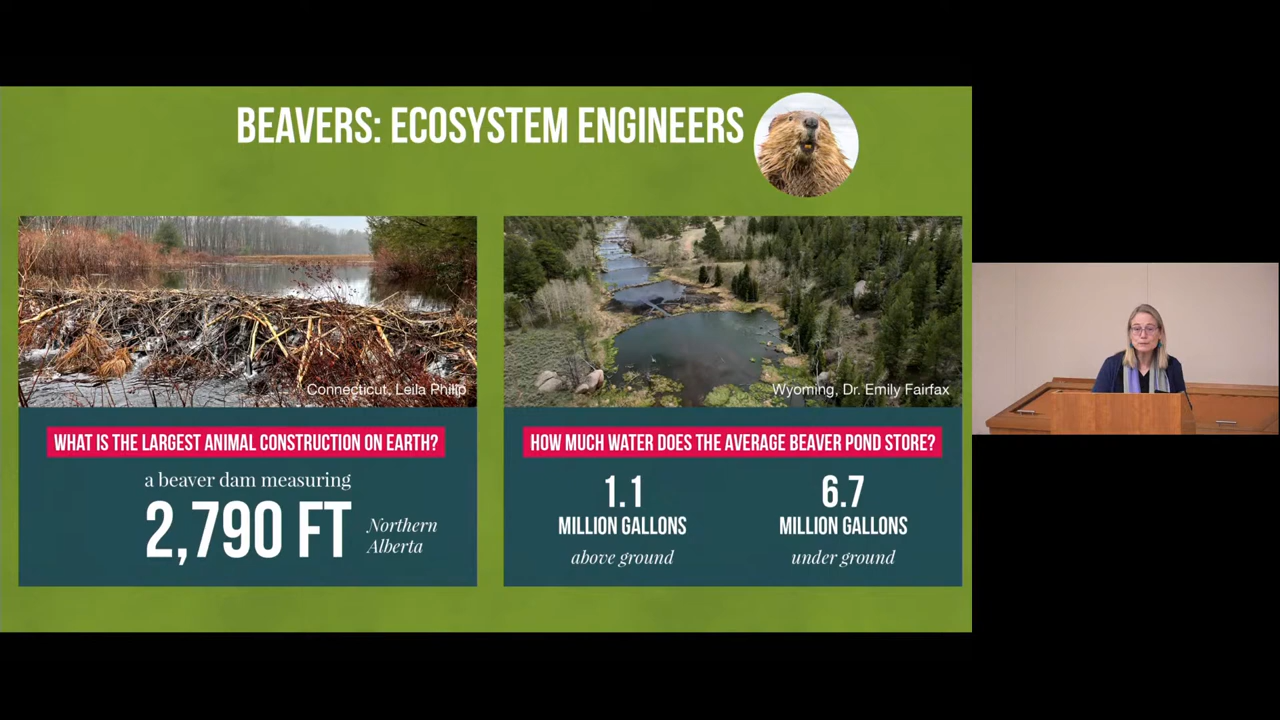 BEAVERS: ECOSYSTEM ENGINEERS
Connecticut, Leila Philip
WHAT IS THE LARGEST ANIMAL CONSTRUCTION ON EARTH?
a beaver dam measuring
2,790 FT
Northern
Alberta
Wyoming, Dr. Emily Fairfax
HOW MUCH WATER DOES THE AVERAGE BEAVER POND STORE?
1.1
MILLION GALLONS
above ground
6.7
MILLION GALLONS
under ground